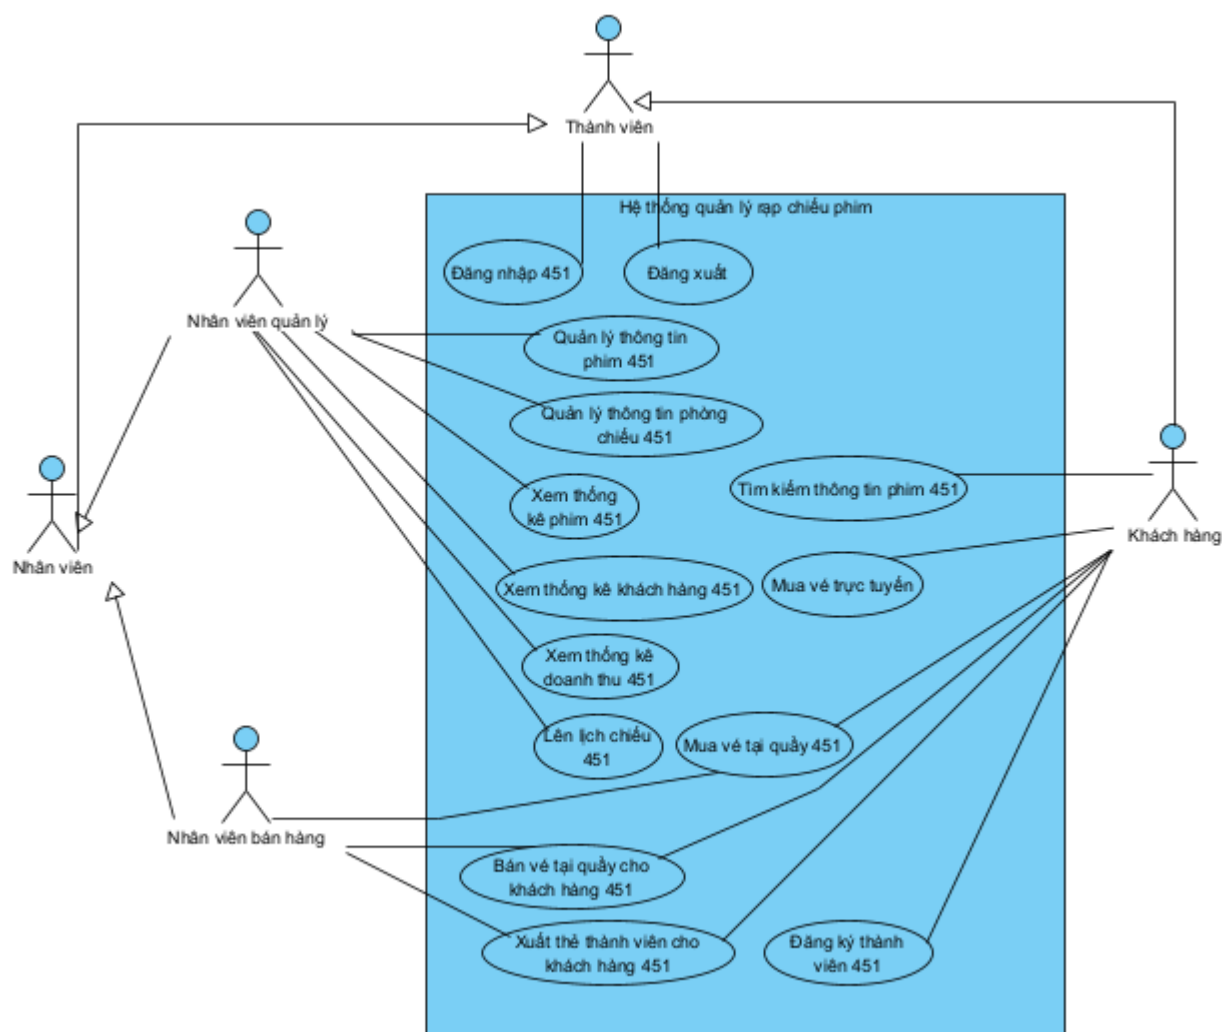 Thành viên
Hệ thống quản lý rạp chiếu phim
Đăng nhập 451
Đăng xuất
Nhân viên quản lý
Quản lý thông tin
phim 451
Quản lý thông tin phòng
chiếu 451
Xem thống
kê phim 451
Tìm kiếm thông tin phim 451
Khách hàng
Nhân viên
Xem thống kê khách hàng 451
Mua vé trực tuyến
Xem thống kê
doanh thu 451
Lên lịch chiếu
451
Mua vé tại quầy 451
Nhân viên bán hàng
Bán vé tại quầy cho
khách hàng 451
Xuất thẻ thành viên cho
khách hàng 451
Đăng ký thành
viên 451